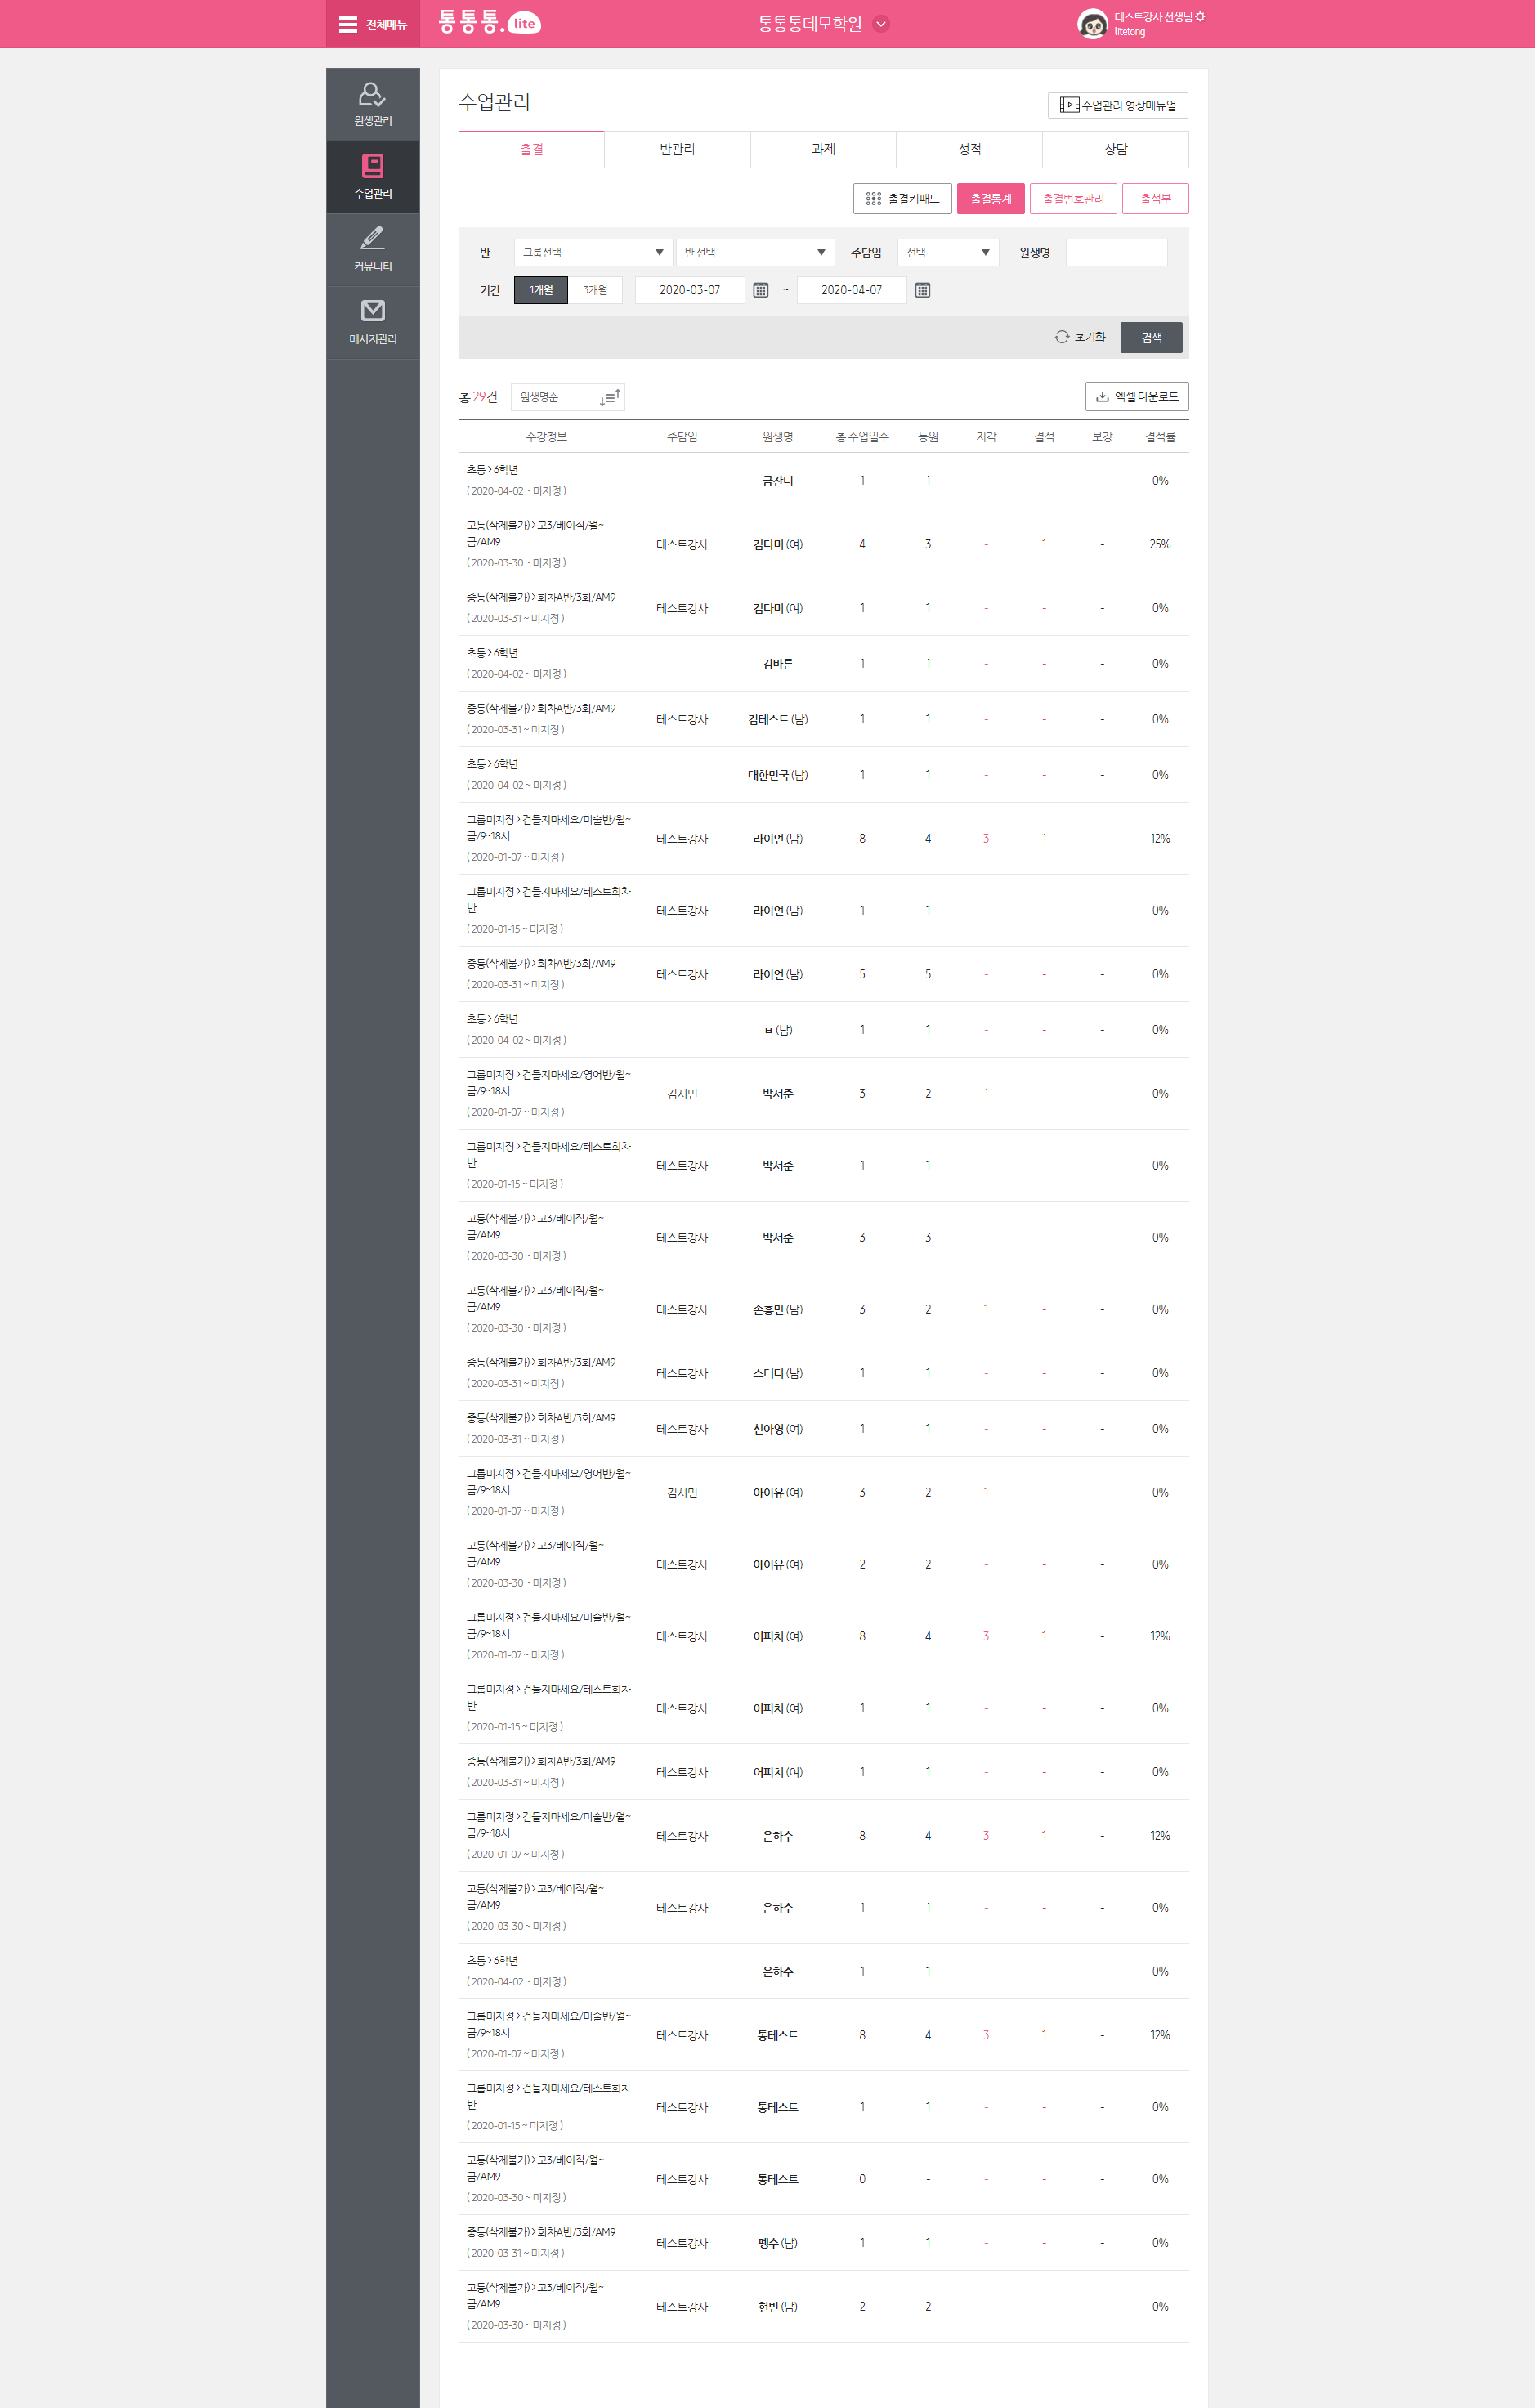 전체메뉴
통통통.lite
통통통데모학원
테스트강사 선생님
litetong
원생관리
수업관리
커뮤니티
메시지관리
수업관리
수업관리 영상메뉴얼
출결 반관리 과제 성적 상담
출결키패드 출결통계 출결번호관리 출석부
반 그룹선택 반 선택 주담임 선택 원생명
기간 1개월 3개월 2020-03-07 ~ 2020-04-07
초기화 검색
총 29건 원생명순 엑셀 다운로드
수강정보 주담임 원생명 총 수업일수 등원 지각 결석 보강 결석률
초등 > 6학년
( 2020-04-02 ~ 미지정 )
금잔디 1 1 - - - 0%
고등(삭제불가) > 고3/베이직/월~
금/AM9
( 2020-03-30 ~ 미지정 )
테스트강사 김다미 (여) 4 3 - 1 - 25%
중등(삭제불가) > 회차A반/3회/AM9
( 2020-03-31 ~ 미지정 )
테스트강사 김다미 (여) 1 1 - - - 0%
초등 > 6학년
( 2020-04-02 ~ 미지정 )
김바른 1 1 - - - 0%
중등(삭제불가) > 회차A반/3회/AM9
( 2020-03-31 ~ 미지정 )
테스트강사 김테스트 (남) 1 1 - - - 0%
초등 > 6학년
( 2020-04-02 ~ 미지정 )
대한민국 (남) 1 1 - - - 0%
그룹미지정 > 건들지마세요/미술반/월~
금/9~18시
( 2020-01-07 ~ 미지정 )
테스트강사 라이언 (남) 8 4 3 1 - 12%
그룹미지정 > 건들지마세요/테스트회차
반
( 2020-01-15 ~ 미지정 )
테스트강사 라이언 (남) 1 1 - - - 0%
중등(삭제불가) > 회차A반/3회/AM9
( 2020-03-31 ~ 미지정 )
테스트강사 라이언 (남) 5 5 - - - 0%
초등 > 6학년
( 2020-04-02 ~ 미지정 )
ㅂ (남) 1 1 - - - 0%
그룹미지정 > 건들지마세요/영어반/월~
금/9~18시
( 2020-01-07 ~ 미지정 )
김시민 박서준 3 2 1 - - 0%
그룹미지정 > 건들지마세요/테스트회차
반
( 2020-01-15 ~ 미지정 )
테스트강사 박서준 1 1 - - - 0%
고등(삭제불가) > 고3/베이직/월~
금/AM9
( 2020-03-30 ~ 미지정 )
테스트강사 박서준 3 3 - - - 0%
고등(삭제불가) > 고3/베이직/월~
금/AM9
( 2020-03-30 ~ 미지정 )
테스트강사 손흥민 (남) 3 2 1 - - 0%
중등(삭제불가) > 회차A반/3회/AM9
( 2020-03-31 ~ 미지정 )
테스트강사 스터디 (남) 1 1 - - - 0%
중등(삭제불가) > 회차A반/3회/AM9
( 2020-03-31 ~ 미지정 )
테스트강사 신아영 (여) 1 1 - - - 0%
그룹미지정 > 건들지마세요/영어반/월~
금/9~18시
( 2020-01-07 ~ 미지정 )
김시민 아이유 (여) 3 2 1 - - 0%
고등(삭제불가) > 고3/베이직/월~
금/AM9
( 2020-03-30 ~ 미지정 )
테스트강사 아이유 (여) 2 2 - - - 0%
그룹미지정 > 건들지마세요/미술반/월~
금/9~18시
( 2020-01-07 ~ 미지정 )
테스트강사 어피치 (여) 8 4 3 1 - 12%
그룹미지정 > 건들지마세요/테스트회차
반
( 2020-01-15 ~ 미지정 )
테스트강사 어피치 (여) 1 1 - - - 0%
중등(삭제불가) > 회차A반/3회/AM9
( 2020-03-31 ~ 미지정 )
테스트강사 어피치 (여) 1 1 - - - 0%
그룹미지정 > 건들지마세요/미술반/월~
금/9~18시
( 2020-01-07 ~ 미지정 )
테스트강사 은하수 8 4 3 1 - 12%
고등(삭제불가) > 고3/베이직/월~
금/AM9
( 2020-03-30 ~ 미지정 )
테스트강사 은하수 1 1 - - - 0%
초등 > 6학년
( 2020-04-02 ~ 미지정 )
은하수 1 1 - - - 0%
그룹미지정 > 건들지마세요/미술반/월~
금/9~18시
( 2020-01-07 ~ 미지정 )
테스트강사 통테스트 8 4 3 1 - 12%
그룹미지정 > 건들지마세요/테스트회차
반
( 2020-01-15 ~ 미지정 )
테스트강사 통테스트 1 1 - - - 0%
고등(삭제불가) > 고3/베이직/월~
금/AM9
( 2020-03-30 ~ 미지정 )
테스트강사 통테스트 0 - - - - 0%
중등(삭제불가) > 회차A반/3회/AM9
( 2020-03-31 ~ 미지정 )
테스트강사 펭수 (남) 1 1 - - - 0%
고등(삭제불가) > 고3/베이직/월~
금/AM9
( 2020-03-30 ~ 미지정 )
테스트강사 현빈 (남) 2 2 - - - 0%